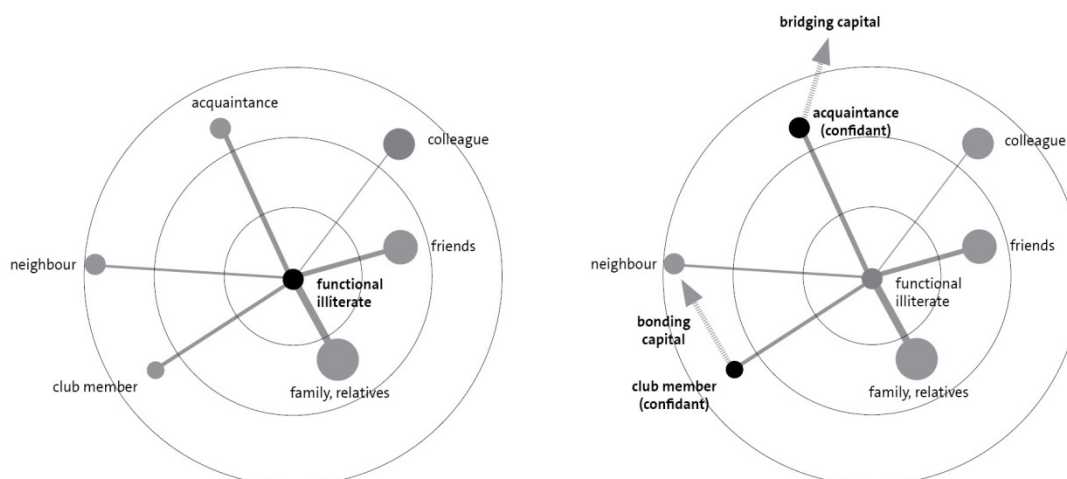 acquaintance
colleague
friends
neighbour
functional
illiterate
club member
family, relatives
bridging capital
acquaintance
(confidant)
colleague
friends
neighbour
functional
illiterate
bonding
capital
club member
(confidant)
family, relatives